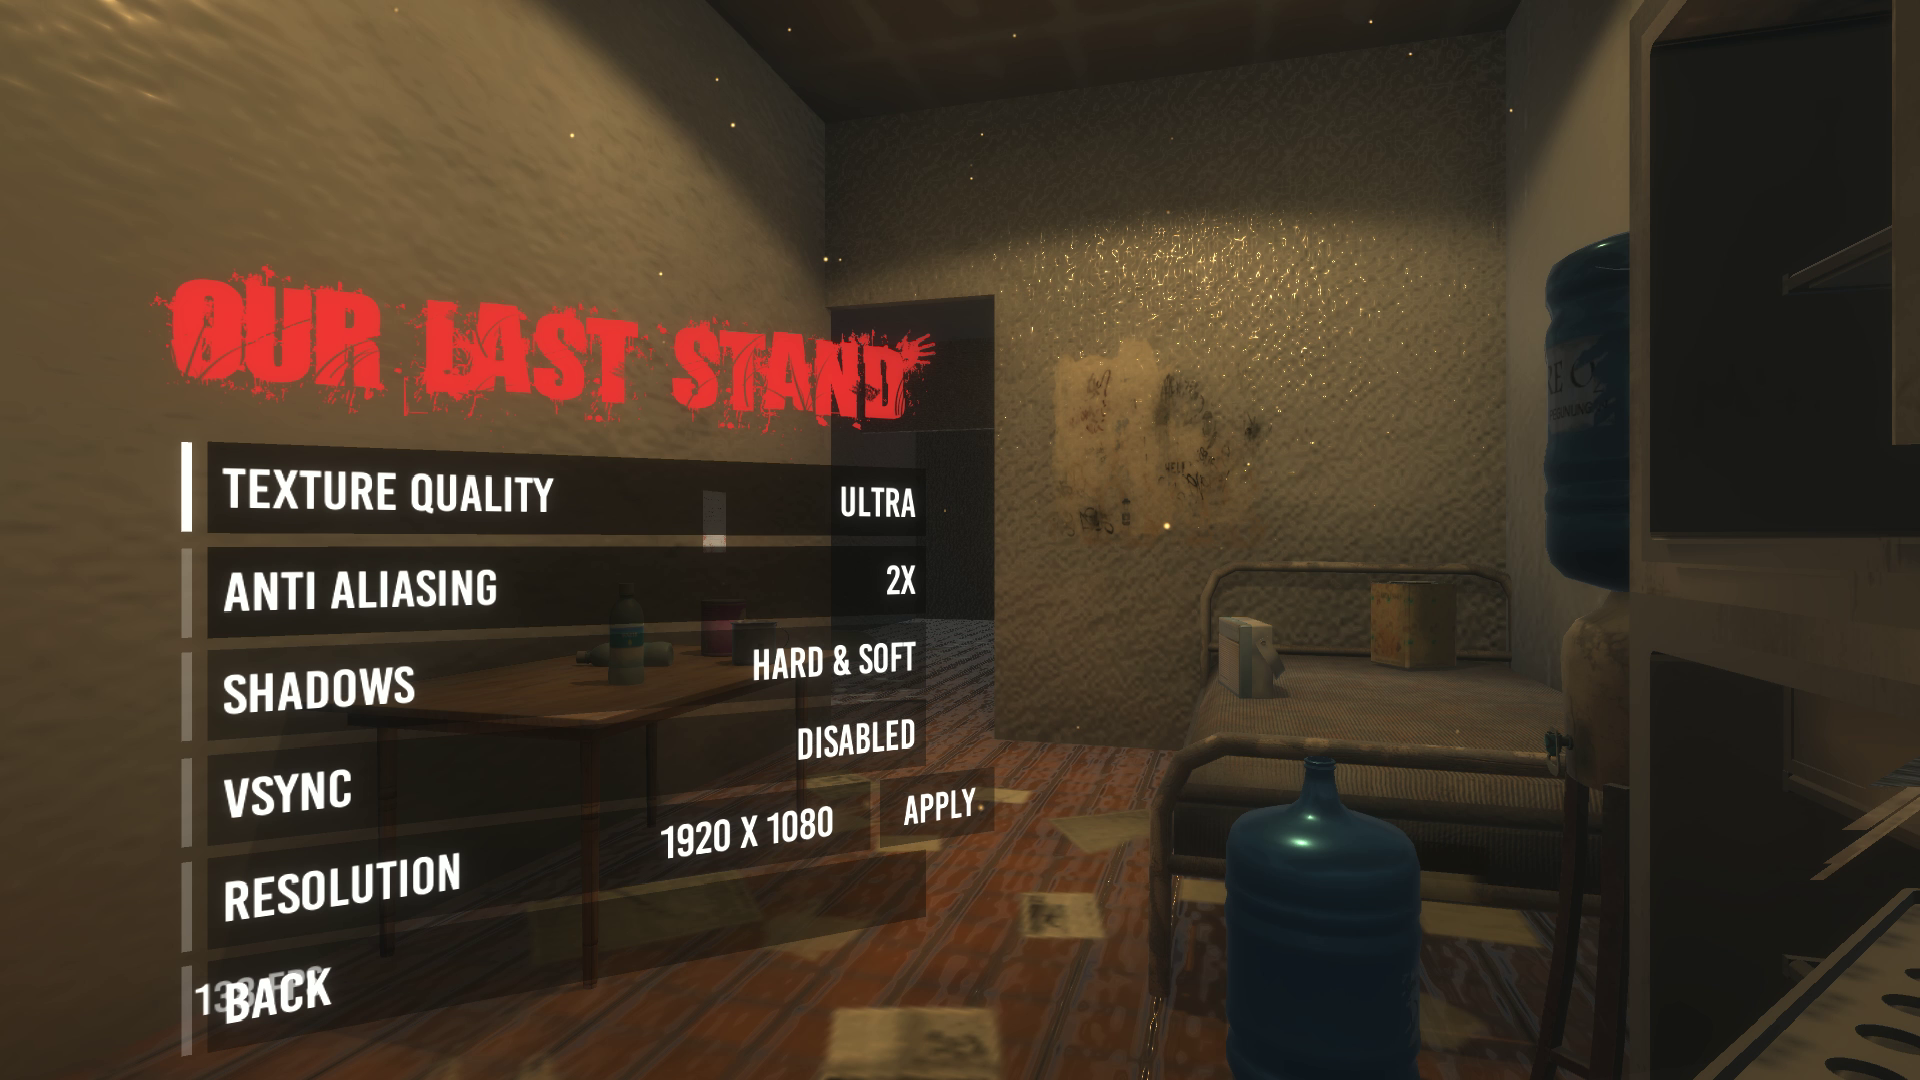 OUR LAST STAND
TEXTURE QUALITY ULTRA
ANTI ALIASING 2X
SHADOWS HARD & SOFT
VSYNC DISABLED
RESOLUTION 1920 X 1080 APPLY
BACK